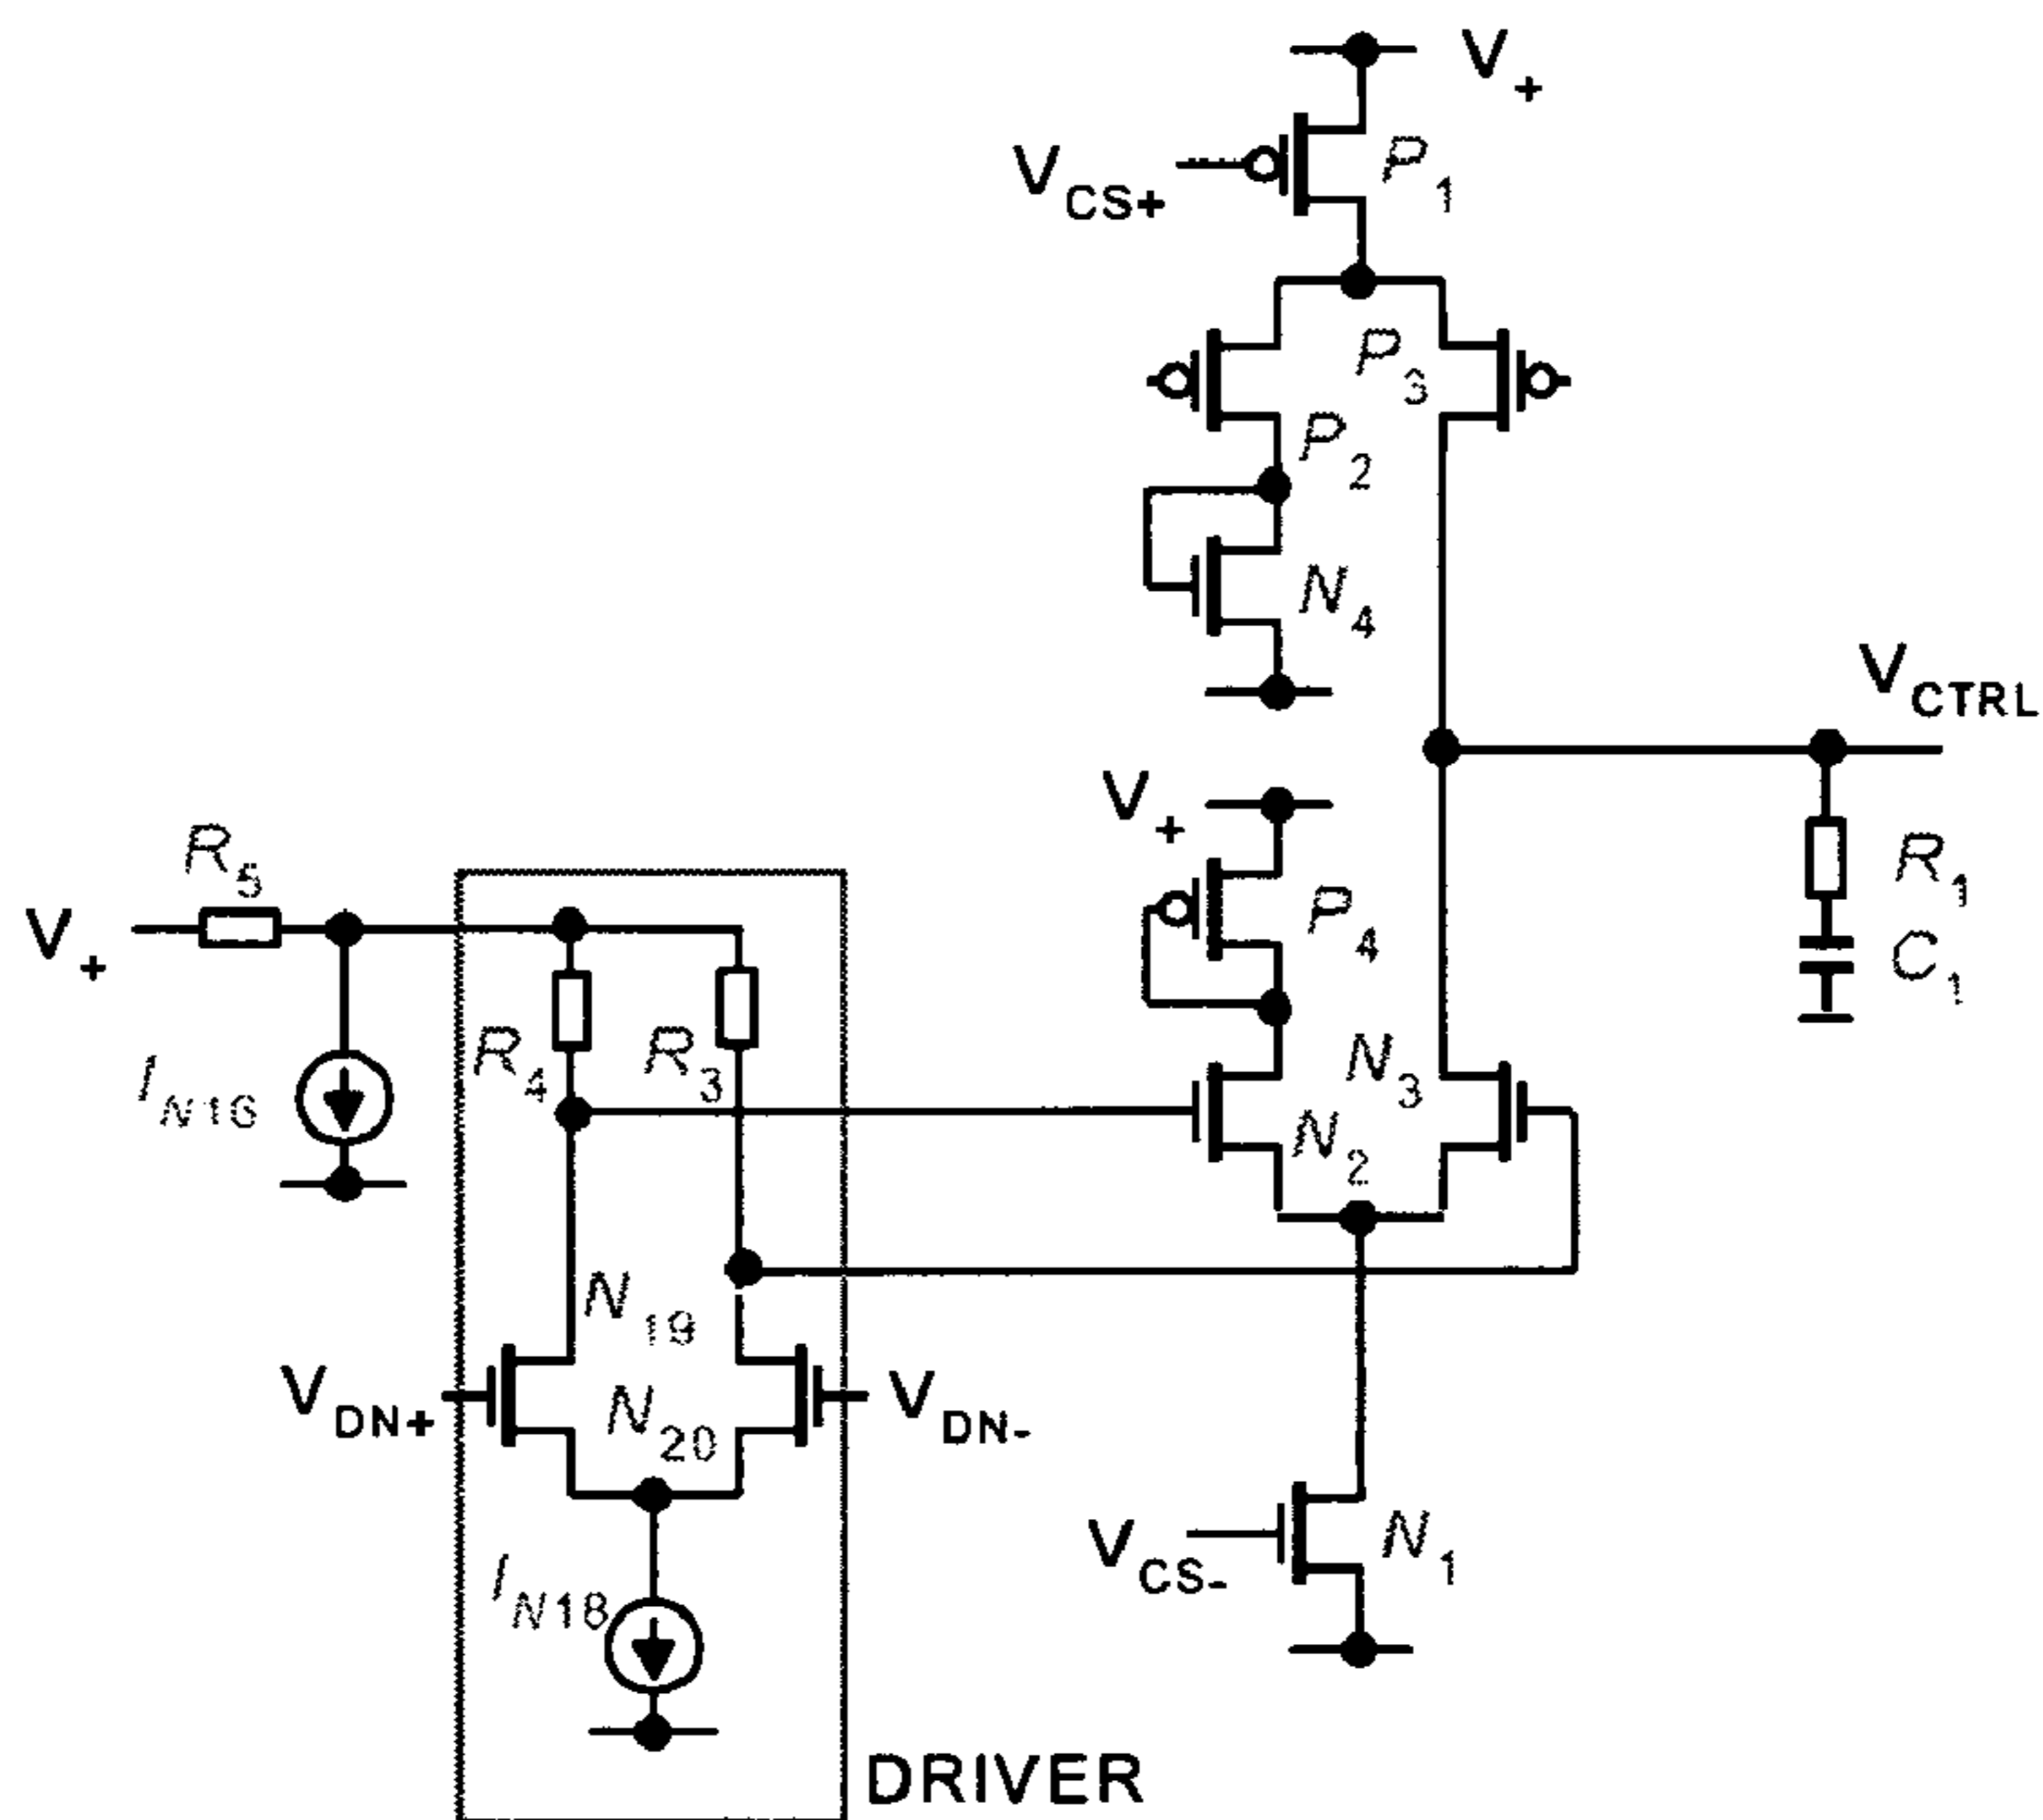 V+
VCS+
P1
P3
P2
N4
VCTRL
V+
R5
V+
P4
R1
C1
IN16
R4
R3
N3
N2
N19
VDN+
N20
VDN-
IN18
VCS-
N1
DRIVER